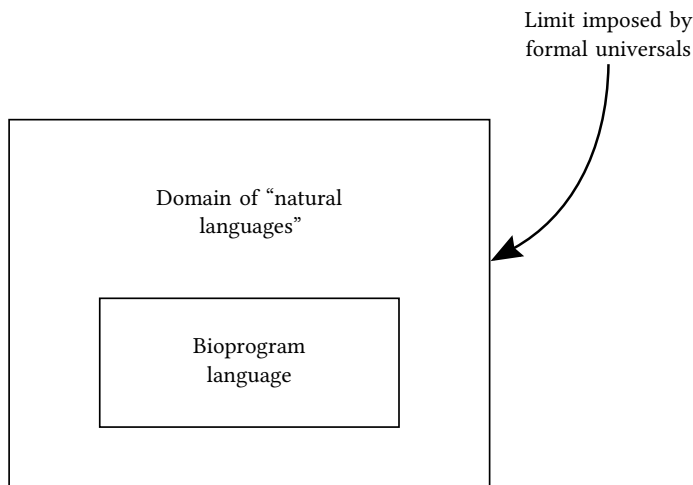 Limit imposed by
formal universals
Domain of “natural
languages”
Bioprogram
language